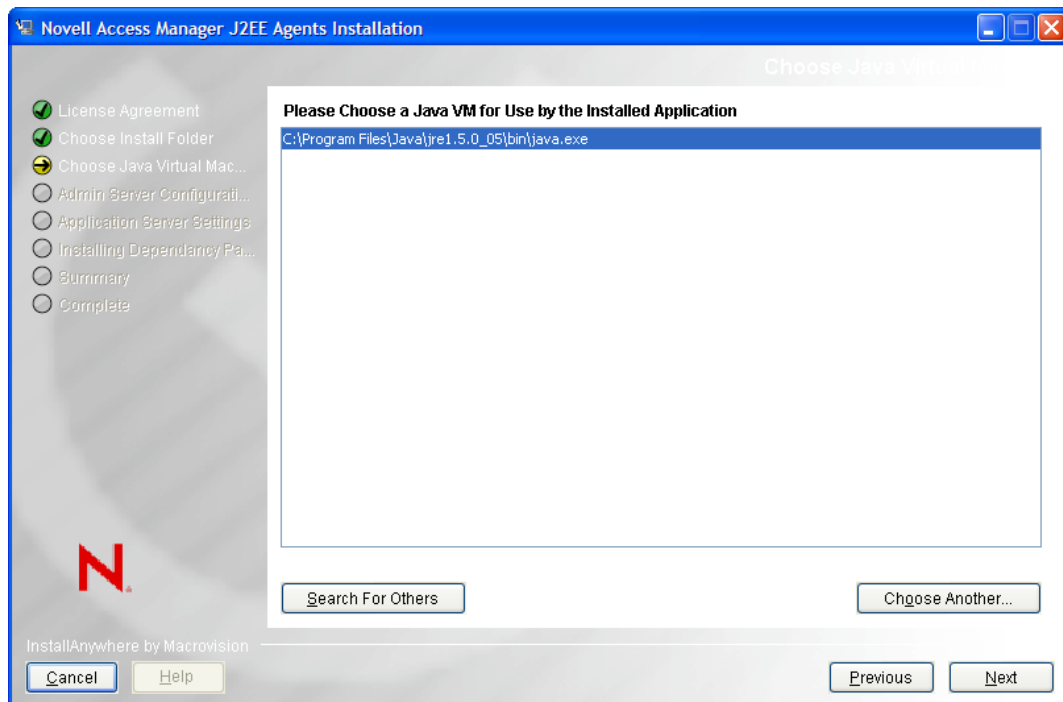 Novell Access Manager J2EE Agents Installation
Choose Java Virtual
License Agreement
Choose Install Folder
Choose Java Virtual Mac...
Admin Server Configurati...
Application Server Settings
Installing Dependancy Pa...
Summary
Complete
Please Choose a Java VM for Use by the Installed Application
C:\Program Files\Java\jre1.5.0_05\bin\java.exe
N
Search For Others
Choose Another...
InstallAnywhere by Macrovision
Cancel
Help
Previous
Next